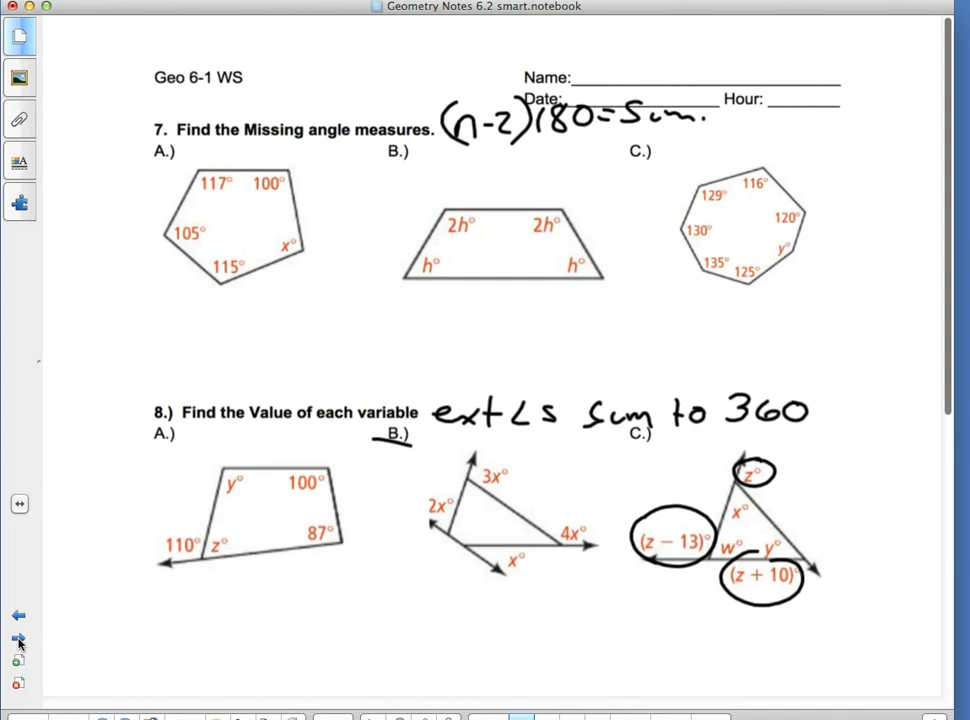 Geometry Notes 6.2 smart.notebook
Geo 6-1 WS
Name:
Date: Hour:
7. Find the Missing angle measures. (n-2)180=Sum.
A.) B.) C.)
117° 100° 105° x° 115°
2h° 2h° h° h°
116° 129° 120° 130° y° 135° 125°
8.) Find the Value of each variable ext∠s sum to 360
A.) B.) C.)
y° 100° 87° 110° z°
3x° 2x° 4x° x°
z° x° (z − 13)° w° y° (z + 10)°